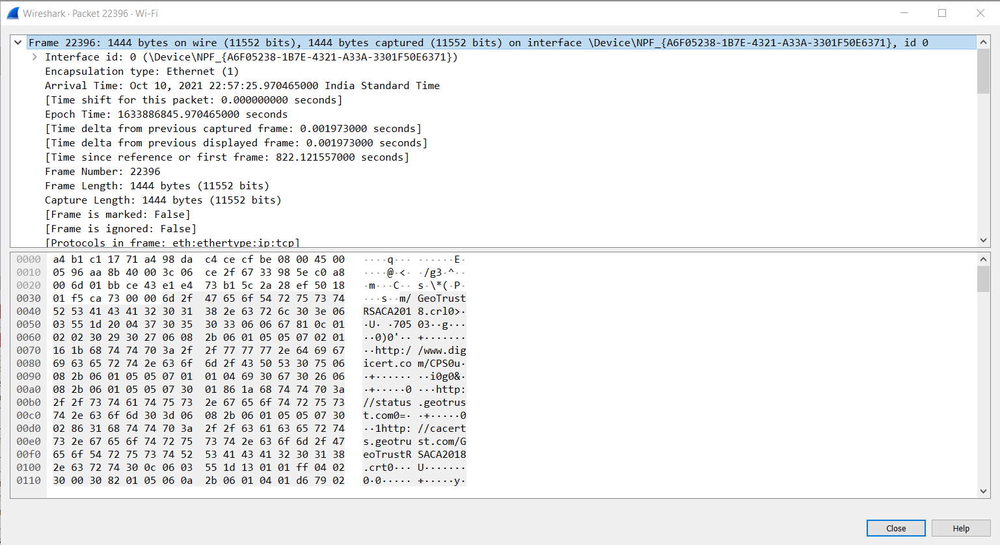 Wireshark · Packet 22396 · Wi-Fi
Frame 22396: 1444 bytes on wire (11552 bits), 1444 bytes captured (11552 bits) on interface \Device\NPF_{A6F05238-1B7E-4321-A33A-3301F50E6371}, id 0
Interface id: 0 (\Device\NPF_{A6F05238-1B7E-4321-A33A-3301F50E6371})
Encapsulation type: Ethernet (1)
Arrival Time: Oct 10, 2021 22:57:25.970465000 India Standard Time
[Time shift for this packet: 0.000000000 seconds]
Epoch Time: 1633886845.970465000 seconds
[Time delta from previous captured frame: 0.001973000 seconds]
[Time delta from previous displayed frame: 0.001973000 seconds]
[Time since reference or first frame: 822.121557000 seconds]
Frame Number: 22396
Frame Length: 1444 bytes (11552 bits)
Capture Length: 1444 bytes (11552 bits)
[Frame is marked: False]
[Frame is ignored: False]
[Protocols in frame: eth:ethertype:ip:tcp]
0000 a4 b1 c1 17 71 a4 98 da c4 ce cf be 08 00 45 00 ····q··· ······E·
0010 05 96 aa 8b 40 00 3c 06 ce 2f 67 33 98 5e c0 a8 ····@·<· ·/g3·^··
0020 00 6d 01 bb ce 43 e1 e4 73 b1 5c 2a 28 ef 50 18 ·m···C·· s·\*(·P·
0030 01 f5 ca 73 00 00 6d 2f 47 65 6f 54 72 75 73 74 ···s··m/ GeoTrust
0040 52 53 41 43 41 32 30 31 38 2e 63 72 6c 30 3e 06 RSACA201 8.crl0>·
0050 03 55 1d 20 04 37 30 35 30 33 06 06 67 81 0c 01 ·U· ·705 03··g···
0060 02 02 30 29 30 27 06 08 2b 06 01 05 05 07 02 01 ··0)0'·· +·······
0070 16 1b 68 74 74 70 3a 2f 2f 77 77 77 2e 64 69 67 ··http:/ /www.dig
0080 69 63 65 72 74 2e 63 6f 6d 2f 43 50 53 30 75 06 icert.co m/CPS0u·
0090 08 2b 06 01 05 05 07 01 01 04 69 30 67 30 26 06 ·+······ ··i0g0&·
00a0 08 2b 06 01 05 05 07 30 01 86 1a 68 74 74 70 3a ·+·····0 ···http:
00b0 2f 2f 73 74 61 74 75 73 2e 67 65 6f 74 72 75 73 //status .geotrus
00c0 74 2e 63 6f 6d 30 3d 06 08 2b 06 01 05 05 07 30 t.com0=· ·+·····0
00d0 02 86 31 68 74 74 70 3a 2f 2f 63 61 63 65 72 74 ··1http: //cacert
00e0 73 2e 67 65 6f 74 72 75 73 74 2e 63 6f 6d 2f 47 s.geotru st.com/G
00f0 65 6f 54 72 75 73 74 52 53 41 43 41 32 30 31 38 eoTrustR SACA2018
0100 2e 63 72 74 30 0c 06 03 55 1d 13 01 01 ff 04 02 .crt0··· U·······
0110 30 00 30 82 01 05 06 0a 2b 06 01 04 01 d6 79 02 0·0····· +·····y·
Close
Help